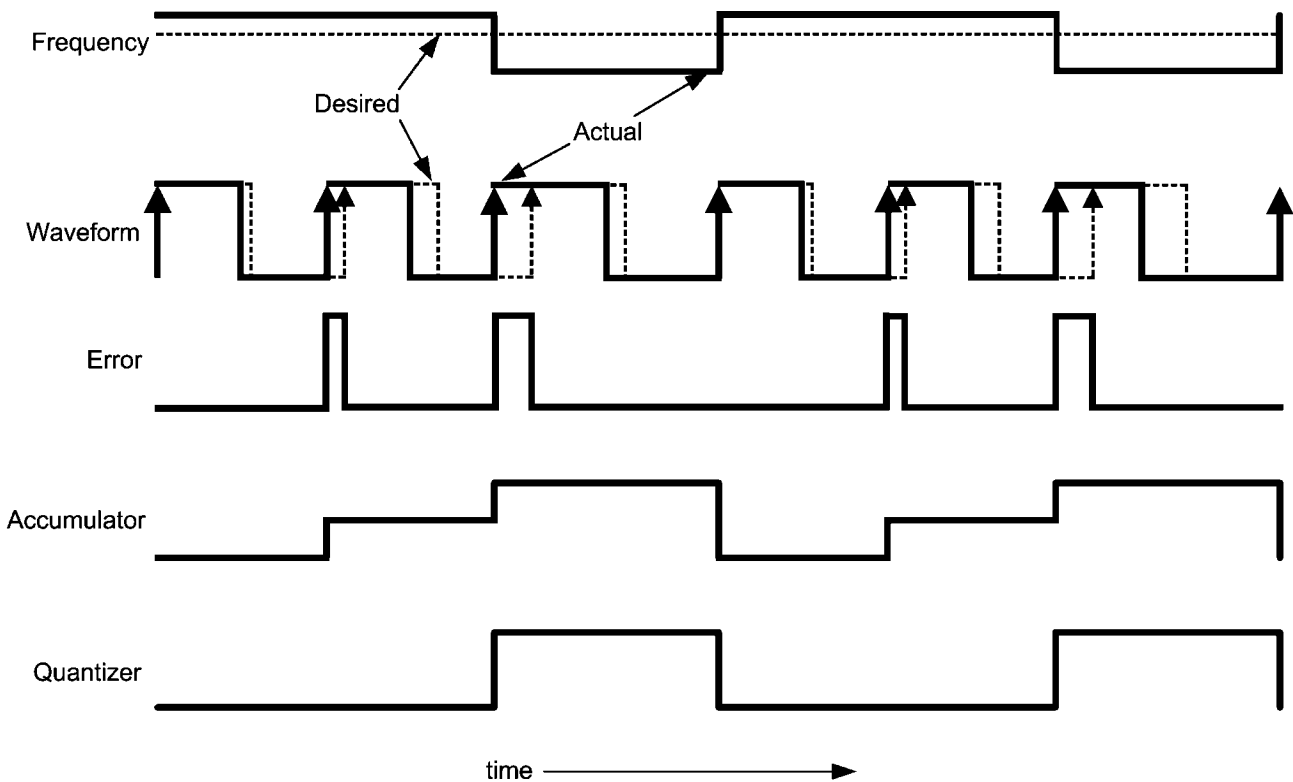 Frequency
Desired
Actual
Waveform
Error
Accumulator
Quantizer
time